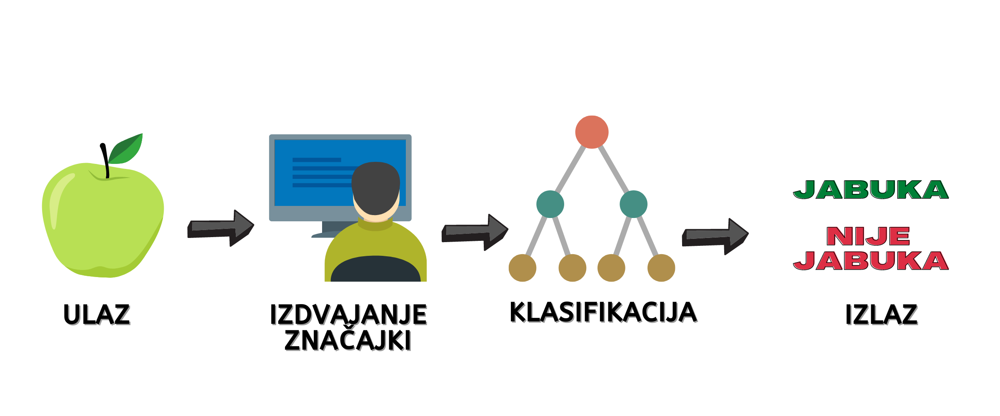 JABUKA
NIJE
JABUKA
ULAZ
IZDVAJANJE
ZNAČAJKI
KLASIFIKACIJA
IZLAZ